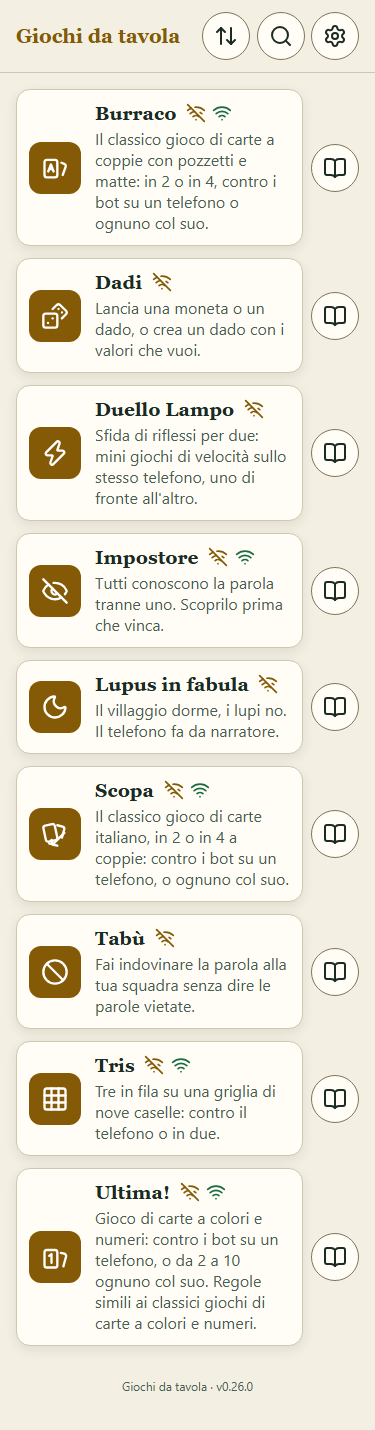 Giochi da tavola
Burraco
Il classico gioco di carte a
coppie con pozzetti e
matte: in 2 o in 4, contro i
bot su un telefono o
ognuno col suo.
Dadi
Lancia una moneta o un
dado, o crea un dado con i
valori che vuoi.
Duello Lampo
Sfida di riflessi per due:
mini giochi di velocità sullo
stesso telefono, uno di
fronte all'altro.
Impostore
Tutti conoscono la parola
tranne uno. Scoprilo prima
che vinca.
Lupus in fabula
Il villaggio dorme, i lupi no.
Il telefono fa da narratore.
Scopa
Il classico gioco di carte
italiano, in 2 o in 4 a
coppie: contro i bot su un
telefono, o ognuno col suo.
Tabù
Fai indovinare la parola alla
tua squadra senza dire le
parole vietate.
Tris
Tre in fila su una griglia di
nove caselle: contro il
telefono o in due.
Ultima!
Gioco di carte a colori e
numeri: contro i bot su un
telefono, o da 2 a 10
ognuno col suo. Regole
simili ai classici giochi di
carte a colori e numeri.
Giochi da tavola · v0.26.0